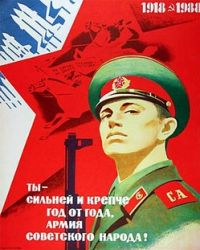 1918 ☭ 1988
ТЫ—
СИЛЬНЕЙ И КРЕПЧЕ
ГОД ОТ ГОДА,
АРМИЯ
СОВЕТСКОГО НАРОДА!
СА